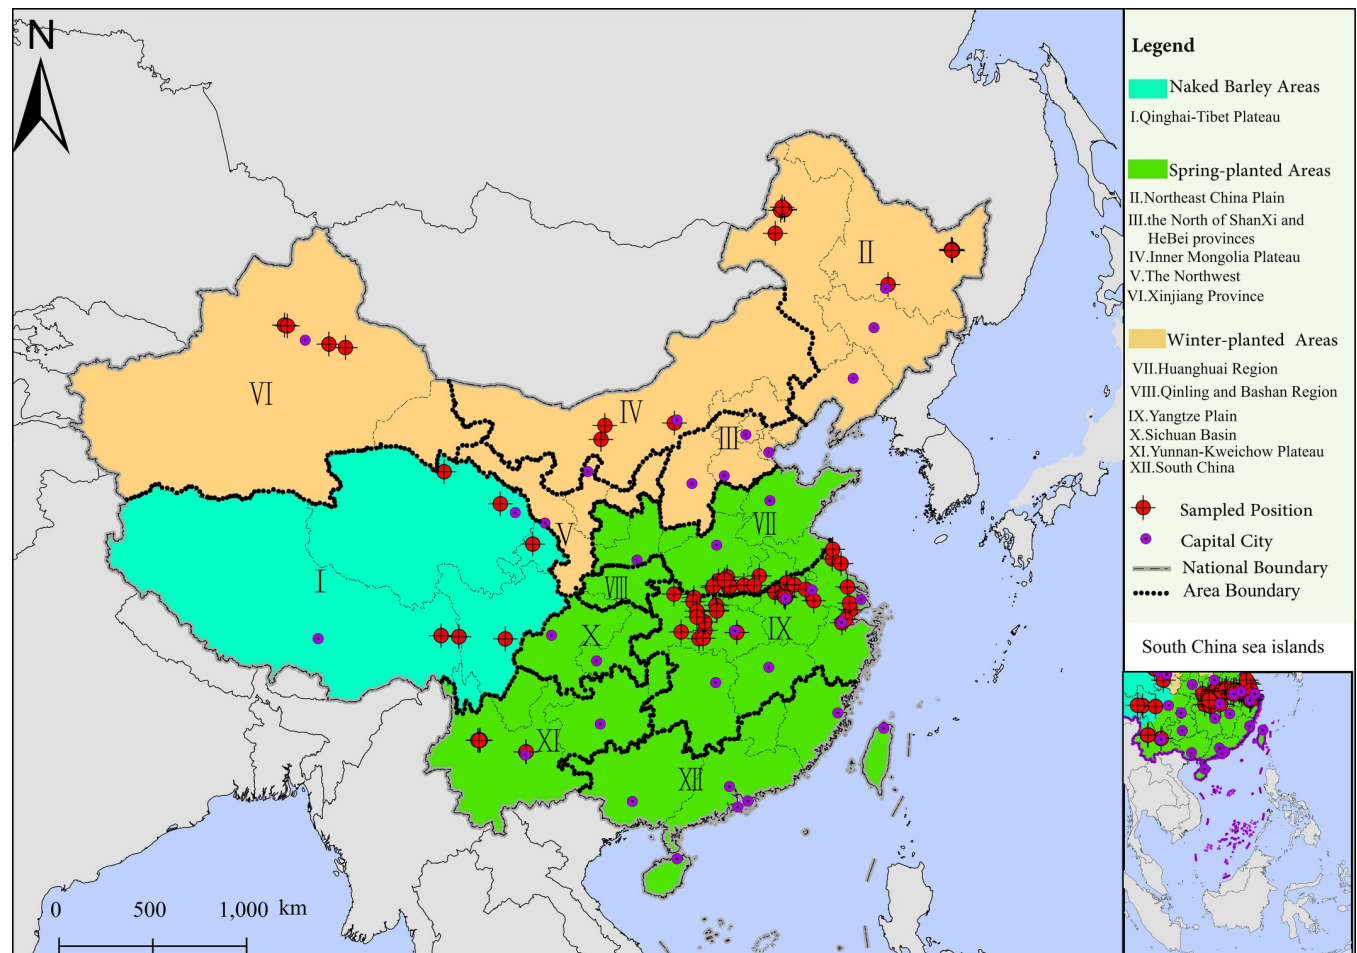 N
Legend
Naked Barley Areas
I.Qinghai-Tibet Plateau
Spring-planted Areas
II.Northeast China Plain
III.the North of ShanXi and
HeBei provinces
IV.Inner Mongolia Plateau
V.The Northwest
VI.Xinjiang Province
Winter-planted Areas
VII.Huanghuai Region
VIII.Qinling and Bashan Region
IX.Yangtze Plain
X.Sichuan Basin
XI.Yunnan-Kweichow Plateau
XII.South China
Sampled Position
Capital City
National Boundary
Area Boundary
South China sea islands
II
VI
IV
III
V
VII
I
VIII
X
IX
XI
XII
0 500 1,000 km